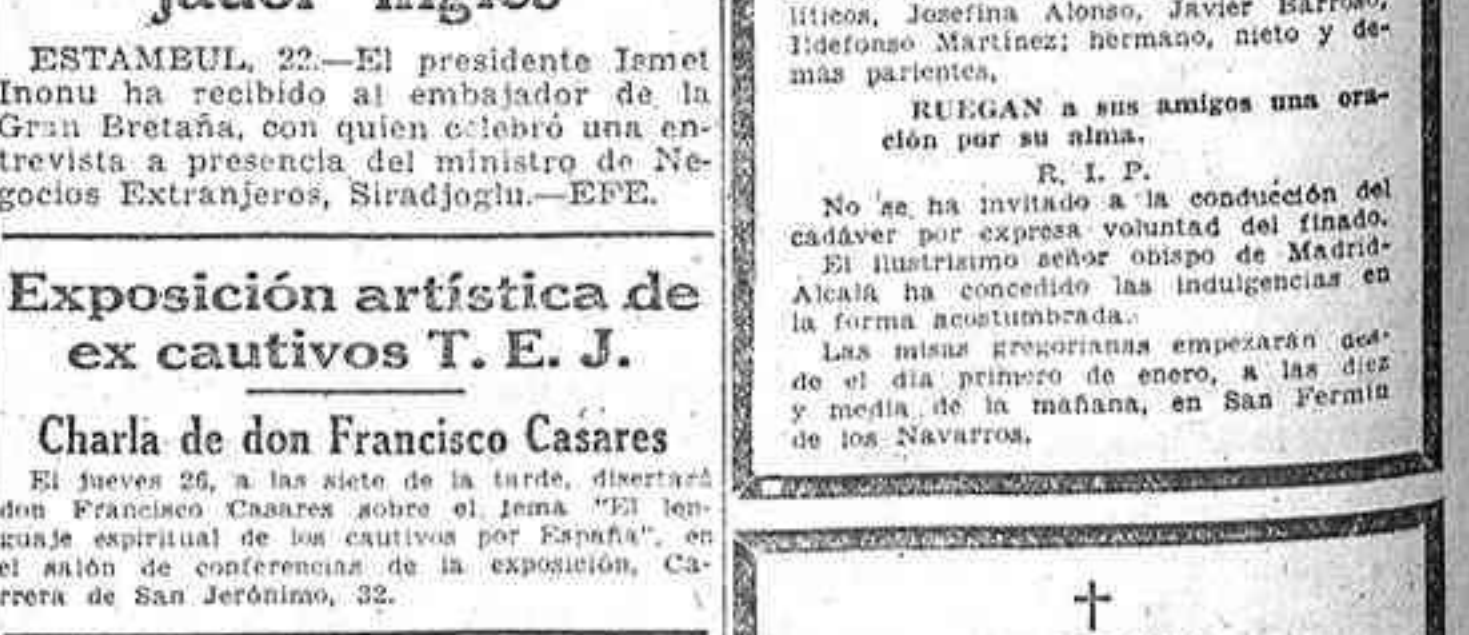 jador inglés
ESTAMBUL, 22.—El presidente Ismet
Inonu ha recibido al embajador de la
Gran Bretaña, con quien celebró una en-
trevista a presencia del ministro de Ne-
gocios Extranjeros, Siradjoglu.—EFE.
Exposición artística de
ex cautivos T. E. J.
Charla de don Francisco Casares
El jueves 26, a las siete de la tarde, disertará
don Francisco Casares sobre el tema "El len-
guaje espiritual de los cautivos por España", en
el salón de conferencias de la exposición, Ca-
rrera de San Jerónimo, 32.
líticos, Josefina Alonso, Javier Barroso,
Ildefonso Martínez; hermano, nieto y de-
más parientes,
RUEGAN a sus amigos una ora-
ción por su alma.
R. I. P.
No se ha invitado a la conducción del
cadáver por expresa voluntad del finado.
El ilustrísimo señor obispo de Madrid-
Alcalá ha concedido las indulgencias en
la forma acostumbrada.
Las misas gregorianas empezarán des-
de el día primero de enero, a las diez
y media de la mañana, en San Fermín
de los Navarros.